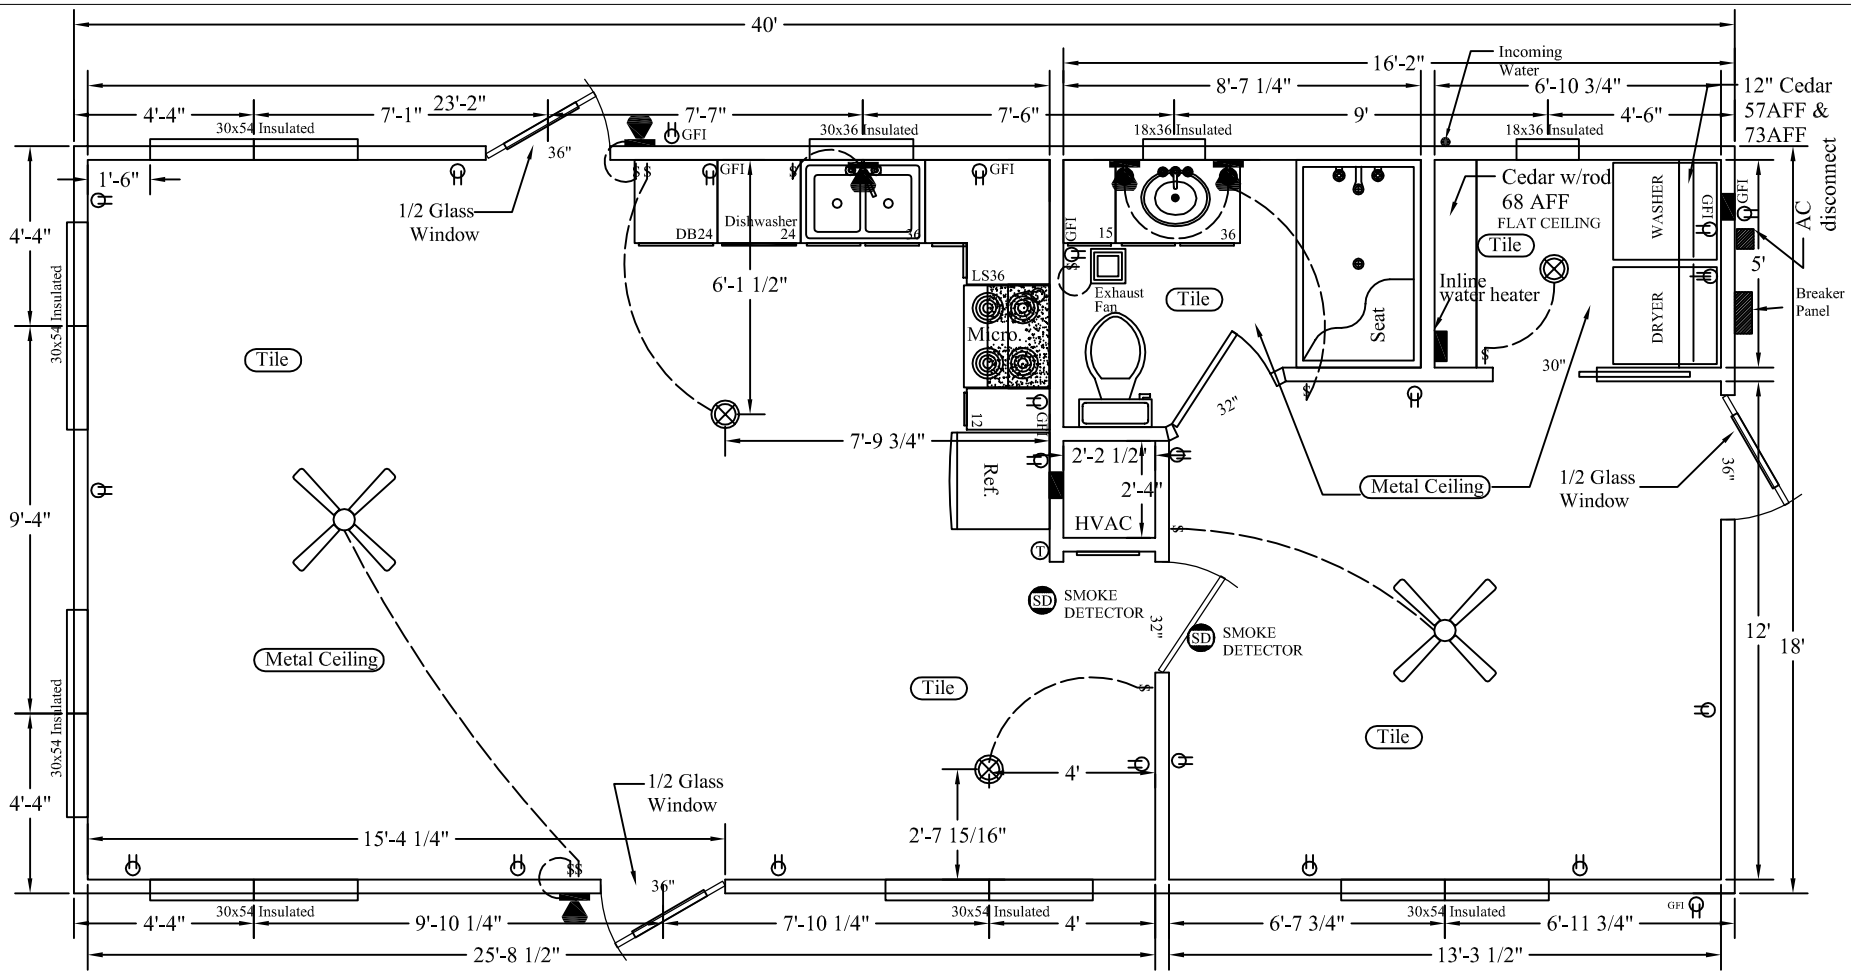 40'
16'-2"
Incoming
Water
23'-2"
8'-7 1/4"
6'-10 3/4"
12" Cedar
57AFF &
73AFF
4'-4"
7'-1"
7'-7"
7'-6"
9'
4'-6"
30x54 Insulated
36"
GFI
30x36 Insulated
18x36 Insulated
18x36 Insulated
1'-6"
1/2 Glass
Window
$$
GFI
$
GFI
Dishwasher
DB24
24
36
GFI
15
36
$
Cedar w/rod
68 AFF
FLAT CEILING
Tile
WASHER
GFI
GFI
AC
disconnect
4'-4"
30x54 Insulated
6'-1 1/2"
LS36
Micro.
Exhaust
Fan
Tile
Seat
Inline
water heater
DRYER
5'
Breaker
Panel
Tile
$
30"
32"
$
12
GFI
7'-9 3/4"
Ref.
2'-2 1/2"
2'-4"
HVAC
Metal Ceiling
1/2 Glass
Window
36"
9'-4"
$
T
SD
SMOKE
DETECTOR
32"
SD
SMOKE
DETECTOR
12'
18'
Metal Ceiling
Tile
$
30x54 Insulated
Tile
4'-4"
1/2 Glass
Window
4'
15'-4 1/4"
2'-7 15/16"
$$
36"
30x54 Insulated
30x54 Insulated
30x54 Insulated
GFI
4'-4"
9'-10 1/4"
7'-10 1/4"
4'
6'-7 3/4"
6'-11 3/4"
25'-8 1/2"
13'-3 1/2"